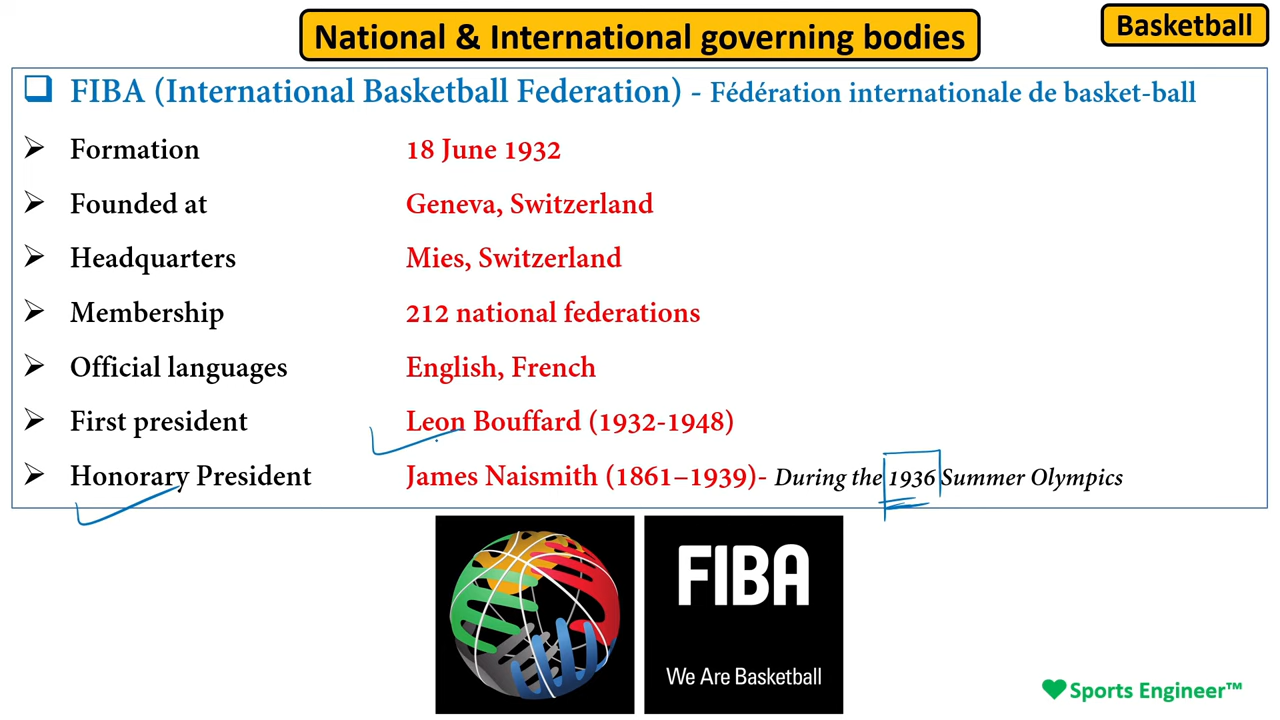 National & International governing bodies
Basketball
FIBA (International Basketball Federation) - Fédération internationale de basket-ball
Formation 18 June 1932
Founded at Geneva, Switzerland
Headquarters Mies, Switzerland
Membership 212 national federations
Official languages English, French
First president Leon Bouffard (1932-1948)
Honorary President James Naismith (1861–1939)- During the 1936 Summer Olympics
FIBA
We Are Basketball
Sports Engineer™